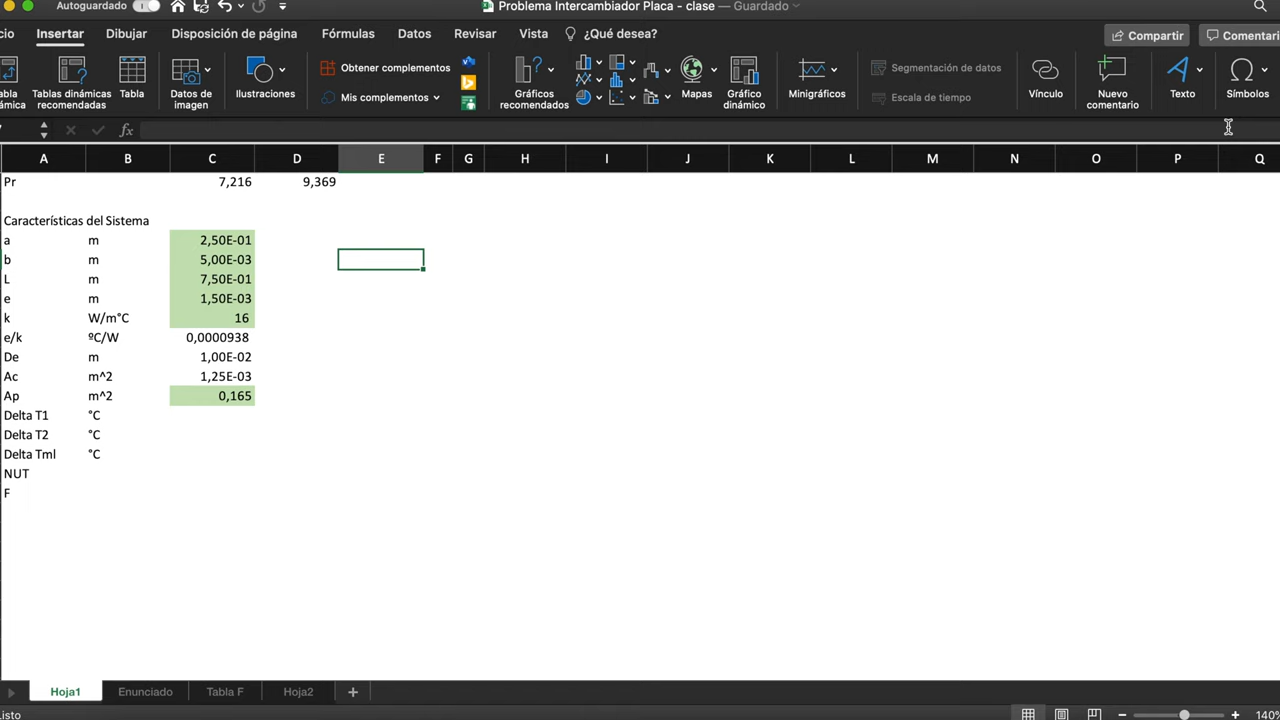 Autoguardado
Problema Intercambiador Placa - clase — Guardado
cio Insertar Dibujar Disposición de página Fórmulas Datos Revisar Vista ¿Qué desea? Compartir Comentari
abla
ámica
Tablas dinámicas
recomendadas
Tabla
Datos de
imagen
Ilustraciones
Obtener complementos
Mis complementos
Gráficos
recomendados
Mapas
Gráfico
dinámico
Minigráficos
Segmentación de datos
Escala de tiempo
Vínculo
Nuevo
comentario
Texto
Símbolos
fx
A B C D E F G H I J K L M N O P Q
Pr 7,216 9,369
Características del Sistema
a m 2,50E-01
b m 5,00E-03
L m 7,50E-01
e m 1,50E-03
k W/m°C 16
e/k ºC/W 0,0000938
De m 1,00E-02
Ac m^2 1,25E-03
Ap m^2 0,165
Delta T1 °C
Delta T2 °C
Delta Tml °C
NUT
F
Hoja1 Enunciado Tabla F Hoja2
isto 140%